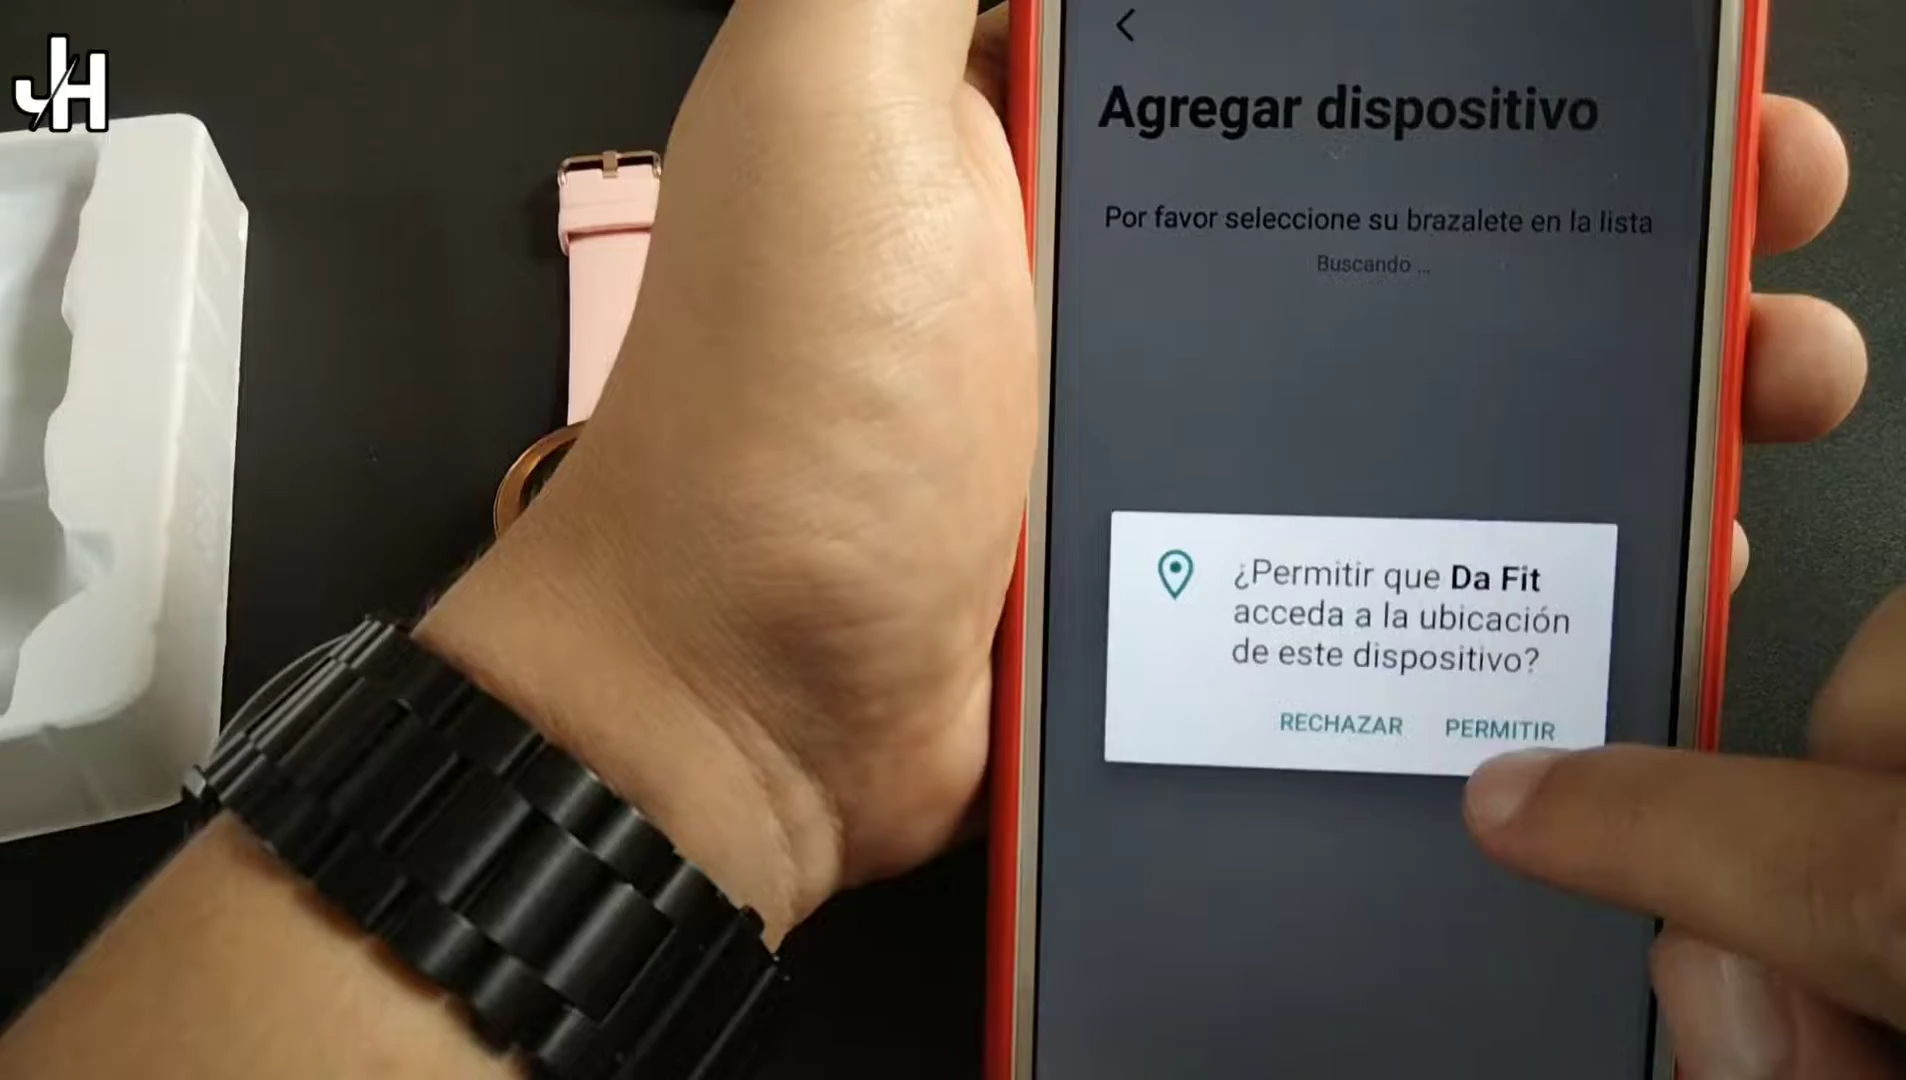 JH
Agregar dispositivo
Por favor seleccione su brazalete en la lista
Buscando ...
¿Permitir que Da Fit
acceda a la ubicación
de este dispositivo?
RECHAZAR PERMITIR